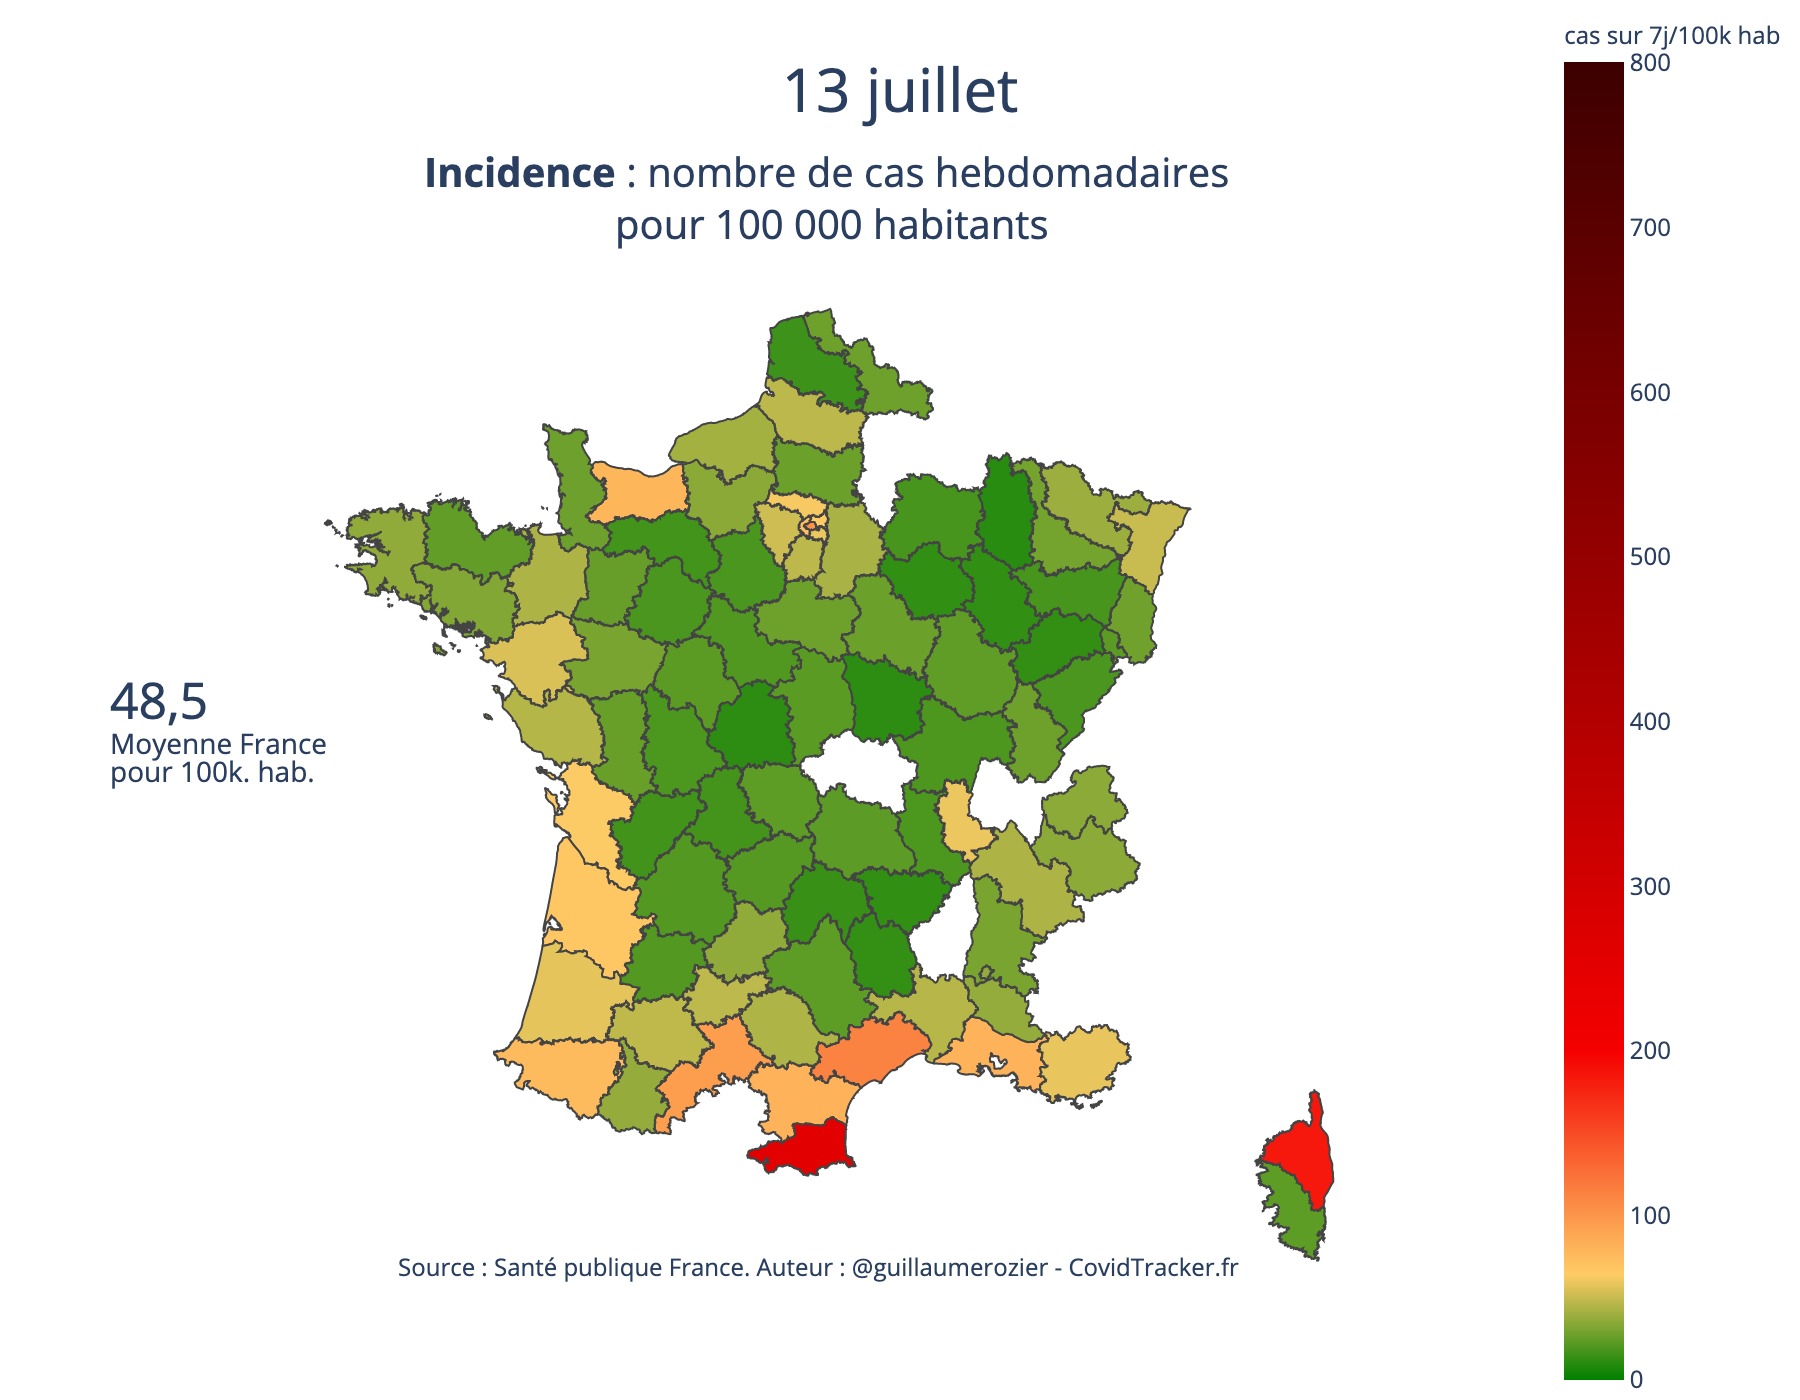 13 juillet
Incidence : nombre de cas hebdomadaires
pour 100 000 habitants
48,5
Moyenne France
pour 100k. hab.
cas sur 7j/100k hab
800
700
600
500
400
300
200
100
0
Source : Santé publique France. Auteur : @guillaumerozier - CovidTracker.fr